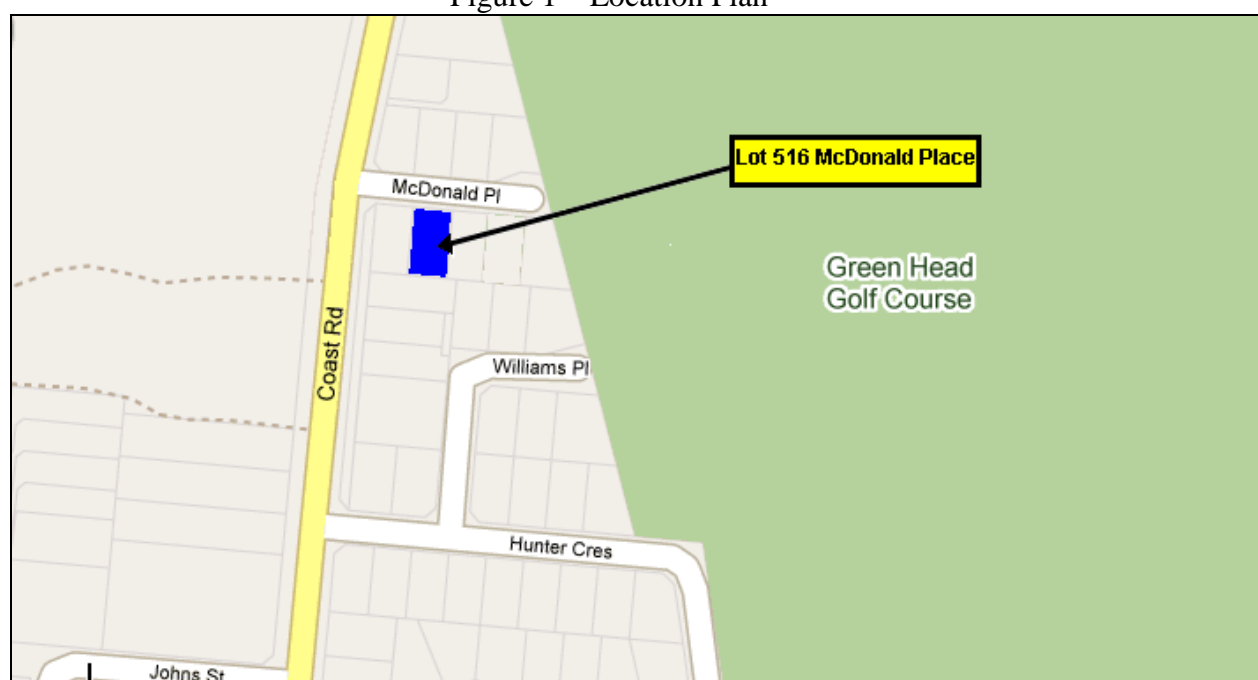 Figure 1 – Location Plan
Lot 516 McDonald Place
McDonald Pl
Green Head
Golf Course
Coast Rd
Williams Pl
Hunter Cres
Johns St